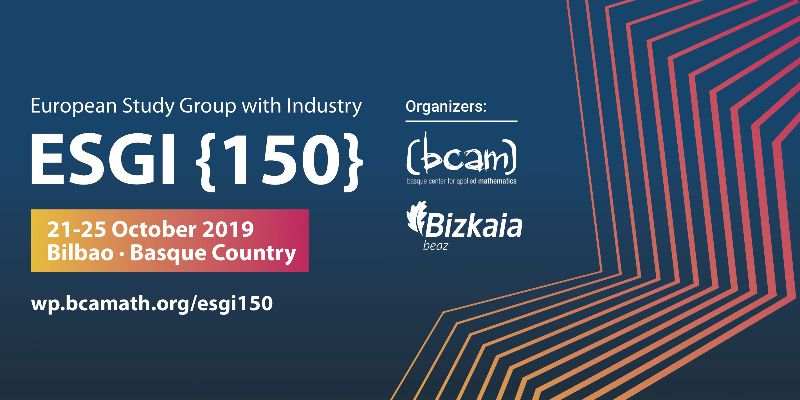 European Study Group with Industry
ESGI {150}
21-25 October 2019
Bilbao · Basque Country
wp.bcamath.org/esgi150
Organizers:
(bcam)
basque center for applied mathematics
Bizkaia
beaz